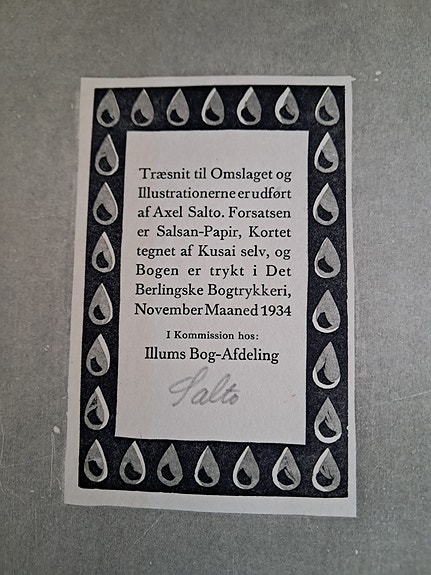 Træsnit til Omslaget og
Illustrationerne er udført
af Axel Salto. Forsatsen
er Salsan-Papir, Kortet
tegnet af Kusai selv, og
Bogen er trykt i Det
Berlingske Bogtrykkeri,
November Maaned 1934
I Kommission hos:
Illums Bog-Afdeling
Salto